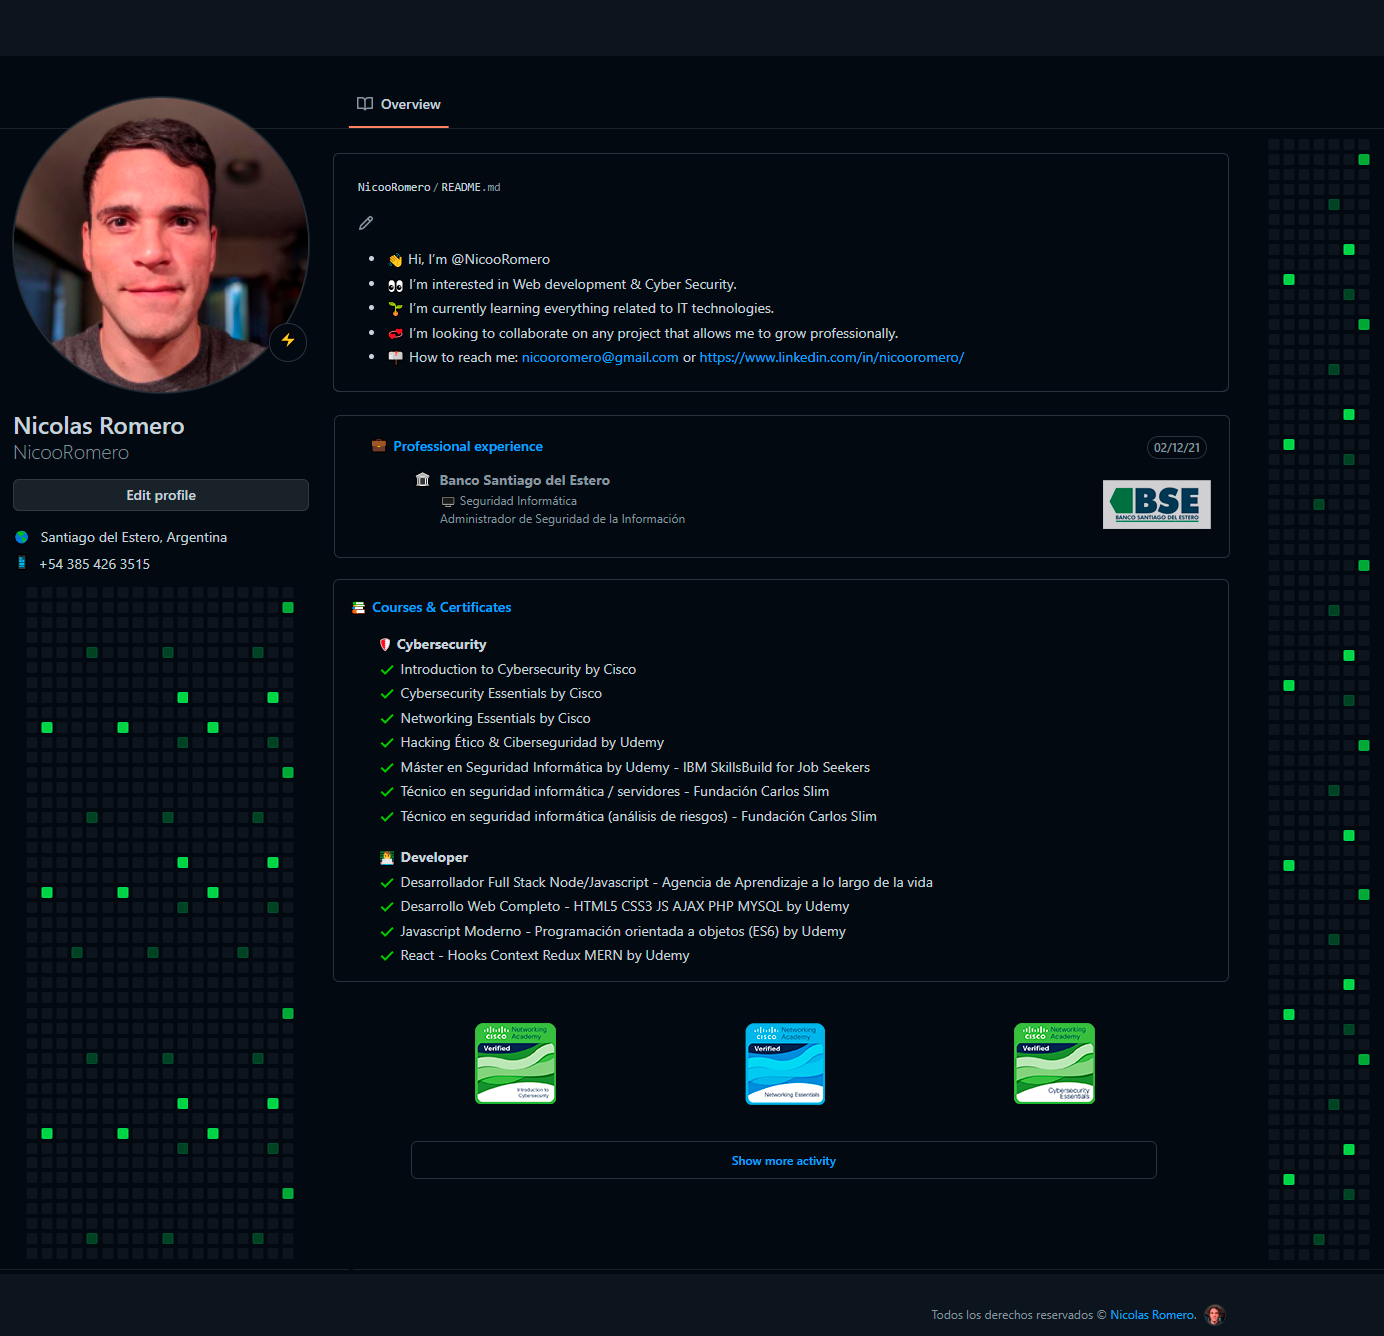 Overview
NicooRomero / README.md
Hi, I'm @NicooRomero
I'm interested in Web development & Cyber Security.
I'm currently learning everything related to IT technologies.
I'm looking to collaborate on any project that allows me to grow professionally.
How to reach me: nicooromero@gmail.com or https://www.linkedin.com/in/nicooromero/
Nicolas Romero
NicooRomero
Edit profile
Santiago del Estero, Argentina
+54 385 426 3515
Professional experience
02/12/21
Banco Santiago del Estero
Seguridad Informática
Administrador de Seguridad de la Información
BSE
BANCO SANTIAGO DEL ESTERO
Courses & Certificates
Cybersecurity
Introduction to Cybersecurity by Cisco
Cybersecurity Essentials by Cisco
Networking Essentials by Cisco
Hacking Ético & Ciberseguridad by Udemy
Máster en Seguridad Informática by Udemy - IBM SkillsBuild for Job Seekers
Técnico en seguridad informática / servidores - Fundación Carlos Slim
Técnico en seguridad informática (análisis de riesgos) - Fundación Carlos Slim
Developer
Desarrollador Full Stack Node/Javascript - Agencia de Aprendizaje a lo largo de la vida
Desarrollo Web Completo - HTML5 CSS3 JS AJAX PHP MYSQL by Udemy
Javascript Moderno - Programación orientada a objetos (ES6) by Udemy
React - Hooks Context Redux MERN by Udemy
CISCO Networking
Academy
Verified
Introduction to
Cybersecurity
CISCO Networking
Academy
Verified
Networking Essentials
CISCO Networking
Academy
Verified
Cybersecurity
Essentials
Show more activity
Todos los derechos reservados © Nicolas Romero.